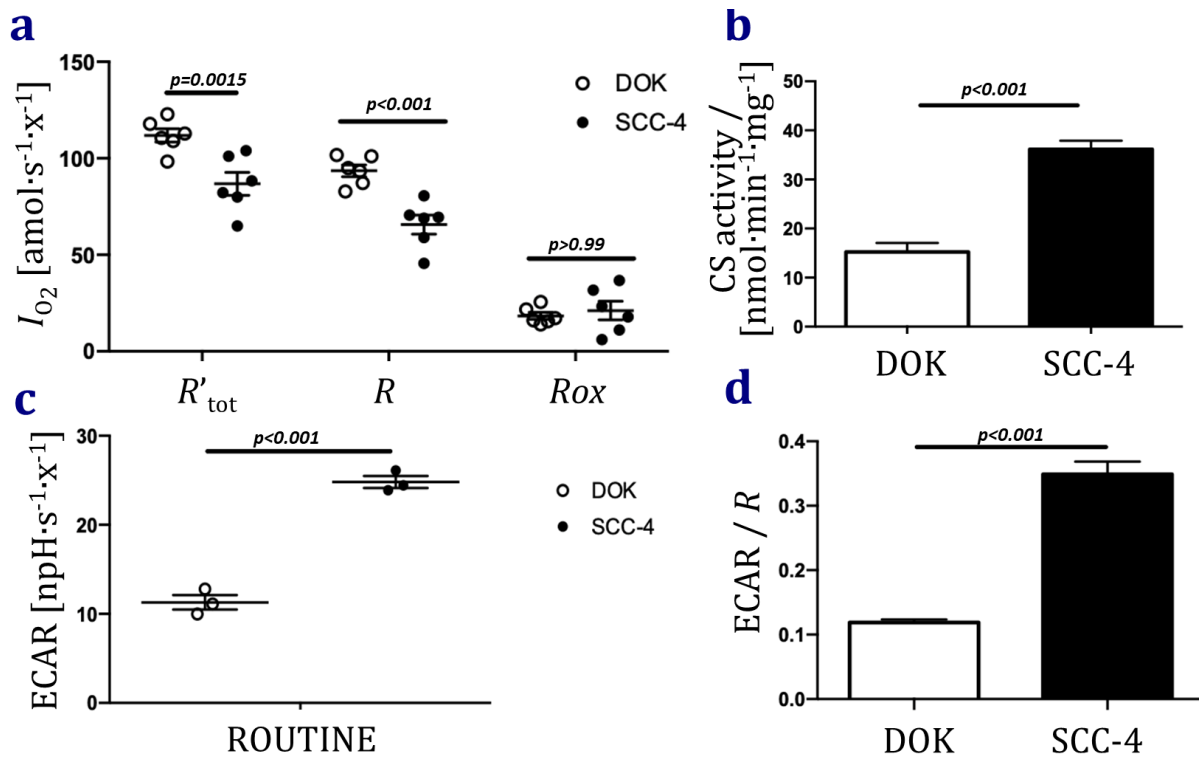 a
I O2 [amol·s-1·x-1]
150
100
50
0
p=0.0015
p<0.001
p>0.99
DOK
SCC-4
R'tot
R
Rox
b
CS activity /
[nmol·min-1·mg-1]
50
40
30
20
10
0
p<0.001
DOK
SCC-4
c
ECAR [npH·s-1·x-1]
30
20
10
0
p<0.001
DOK
SCC-4
ROUTINE
d
ECAR / R
0.4
0.3
0.2
0.1
0.0
p<0.001
DOK
SCC-4